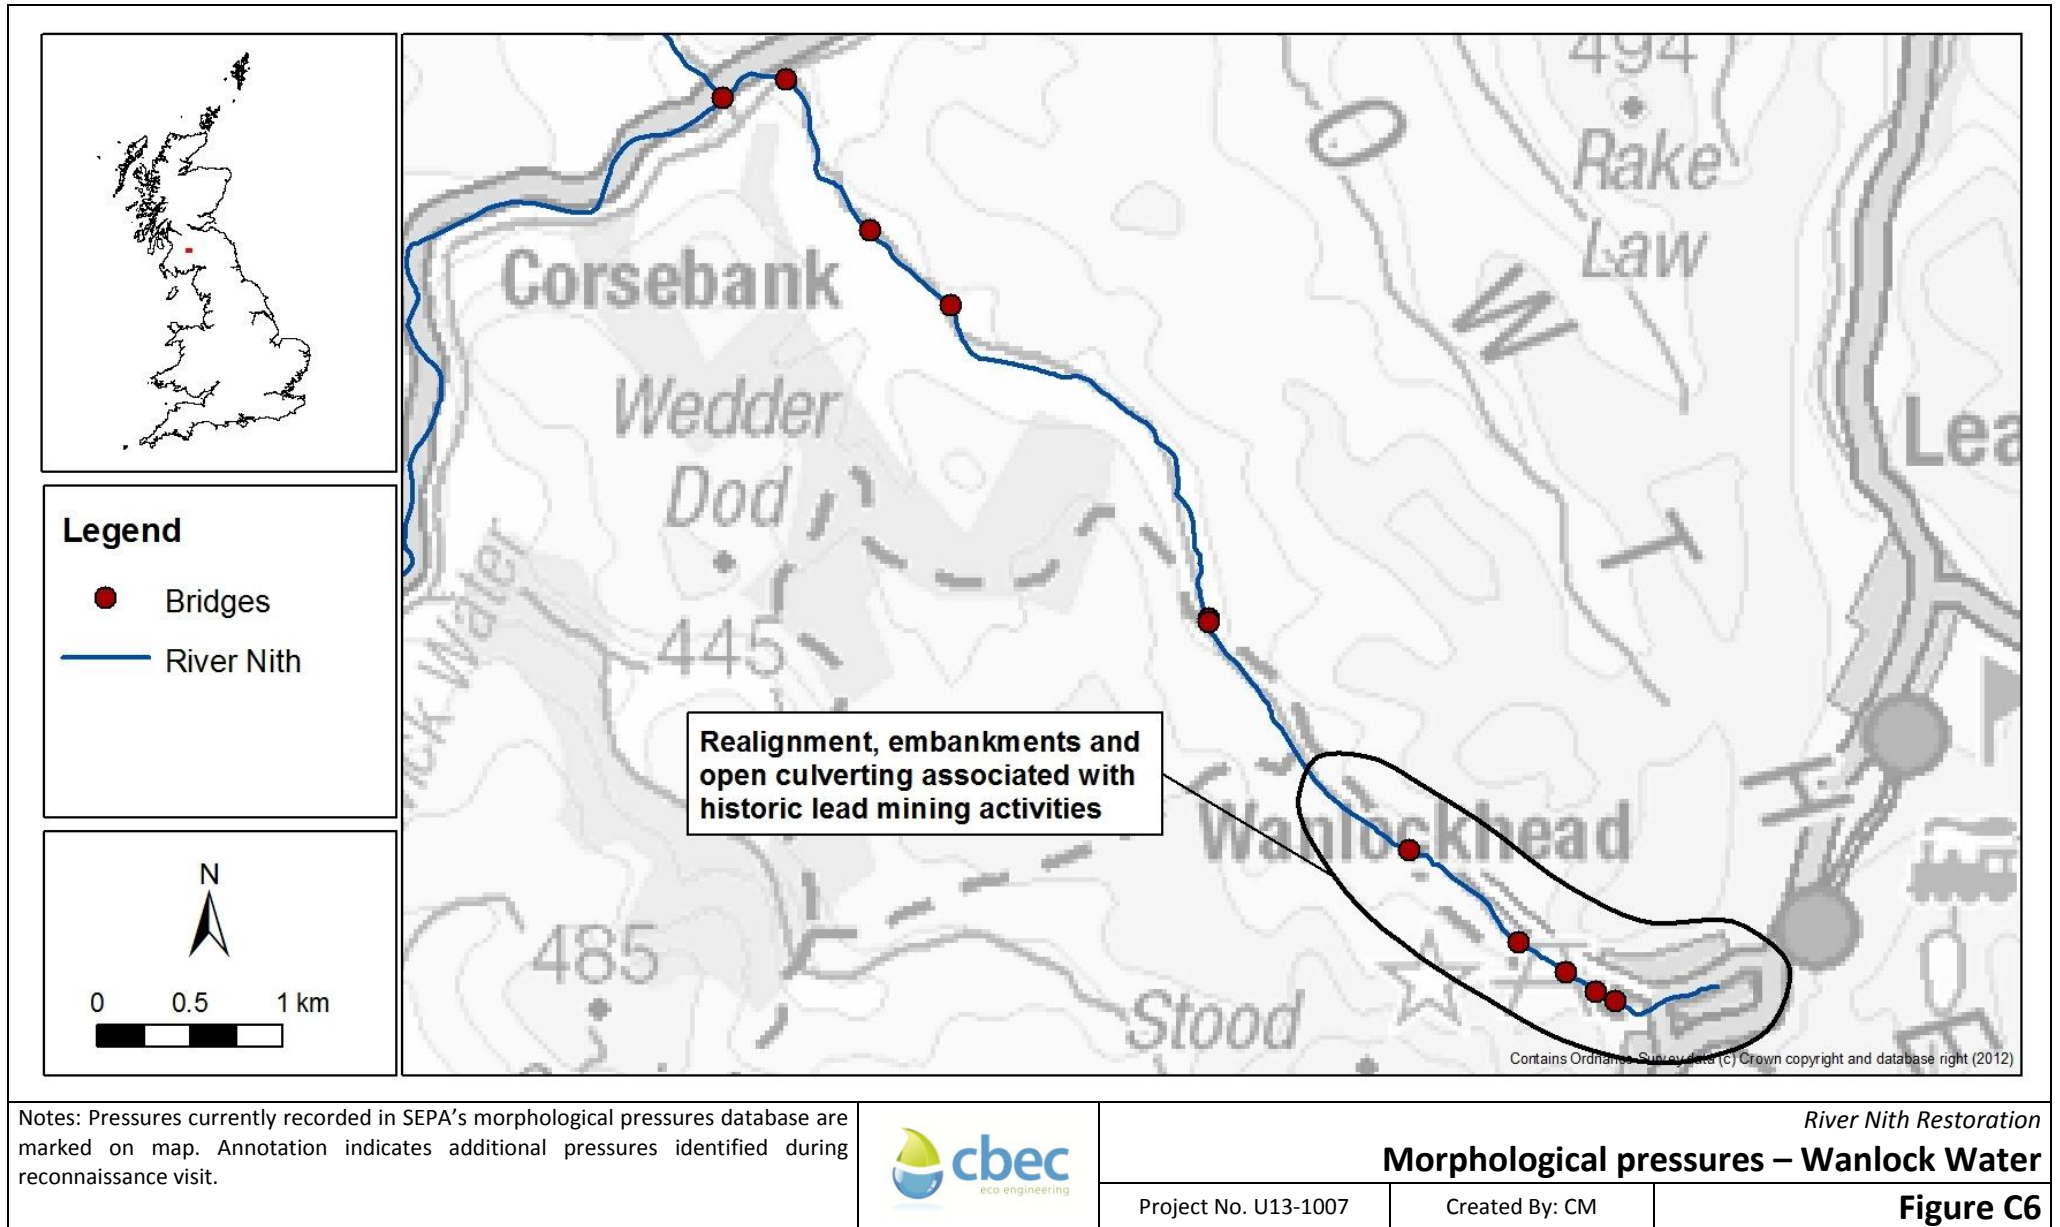 Legend
Bridges
River Nith
N
0 0.5 1 km
494
Rake
Law
O
W
T
H
Corsebank
Wedder
Dod
445
Lea
ick Water
Realignment, embankments and
open culverting associated with
historic lead mining activities
Wanlockhead
485
Stood
Contains Ordnance Survey data (c) Crown copyright and database right (2012)
Notes: Pressures currently recorded in SEPA's morphological pressures database are
marked on map. Annotation indicates additional pressures identified during
reconnaissance visit.
cbec
eco engineering
River Nith Restoration
Morphological pressures – Wanlock Water
Project No. U13-1007
Created By: CM
Figure C6